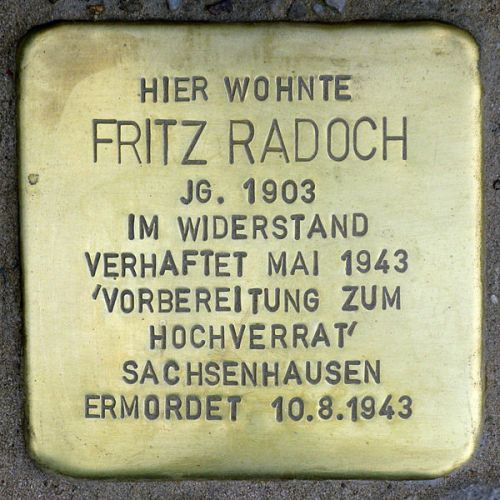 HIER WOHNTE
FRITZ RADOCH
JG. 1903
IM WIDERSTAND
VERHAFTET MAI 1943
'VORBEREITUNG ZUM
HOCHVERRAT'
SACHSENHAUSEN
ERMORDET 10.8.1943